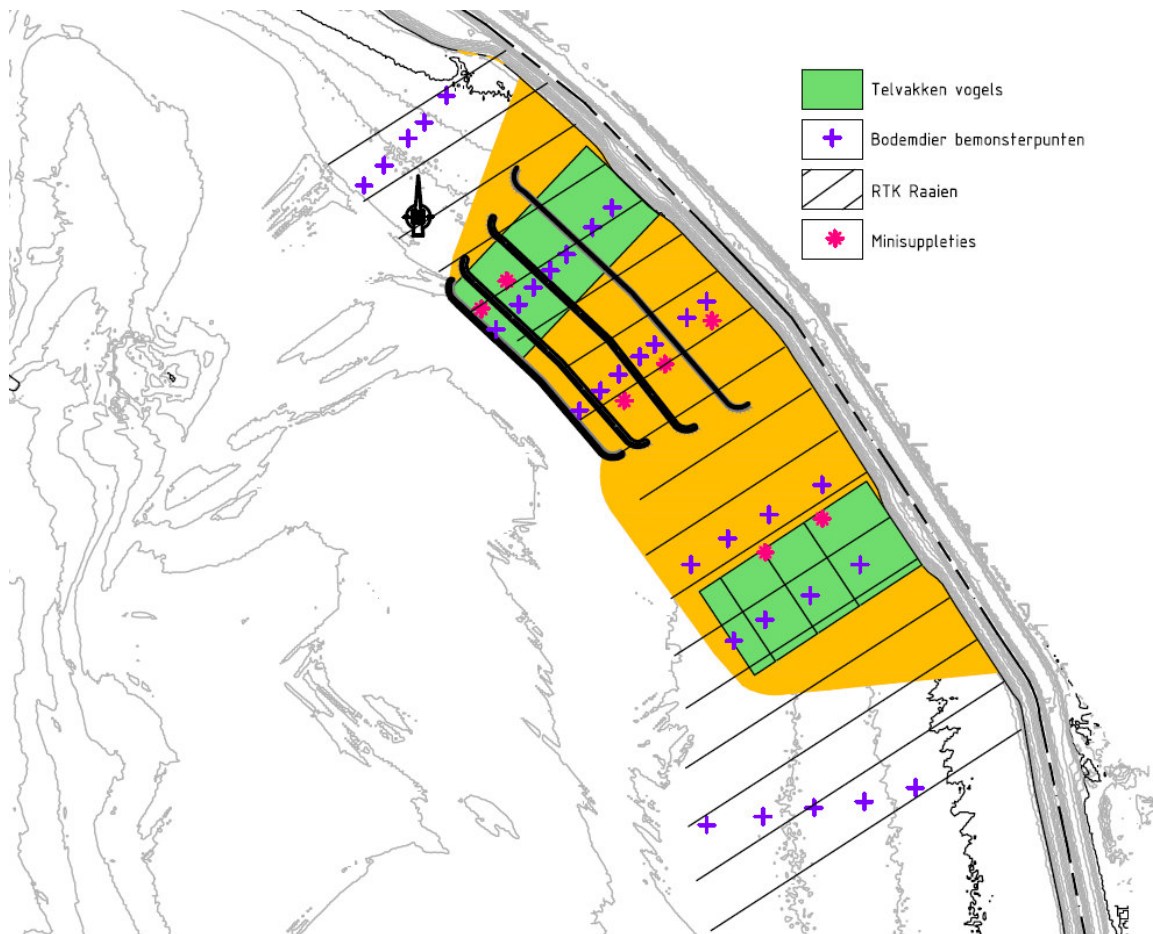 Telvakken vogels
Bodemdier bemonsterpunten
RTK Raaien
Minisuppleties